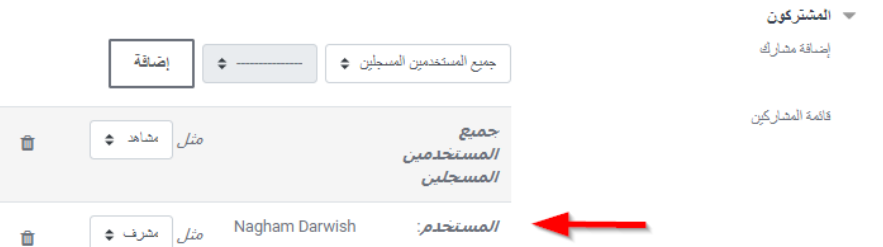 المشتركون
إضافة مشارك
جميع المستخدمين المسجلين
---------------
إضافة
قائمة المشاركين
جميع
المستخدمين
المسجلين
مثل مشاهد
المستخدم: Nagham Darwish مثل مشرف